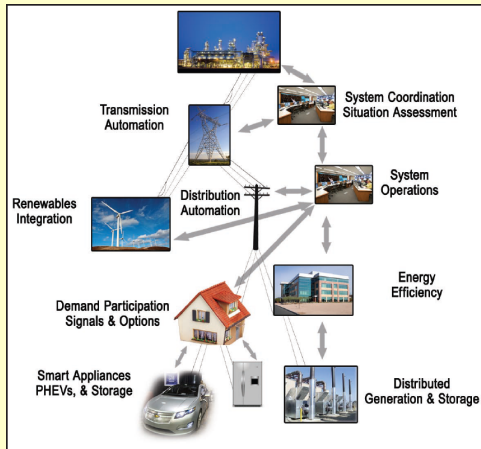 Transmission
Automation
System Coordination
Situation Assessment
Renewables
Integration
Distribution
Automation
System
Operations
Demand Participation
Signals & Options
Energy
Efficiency
Smart Appliances
PHEVs, & Storage
Distributed
Generation & Storage